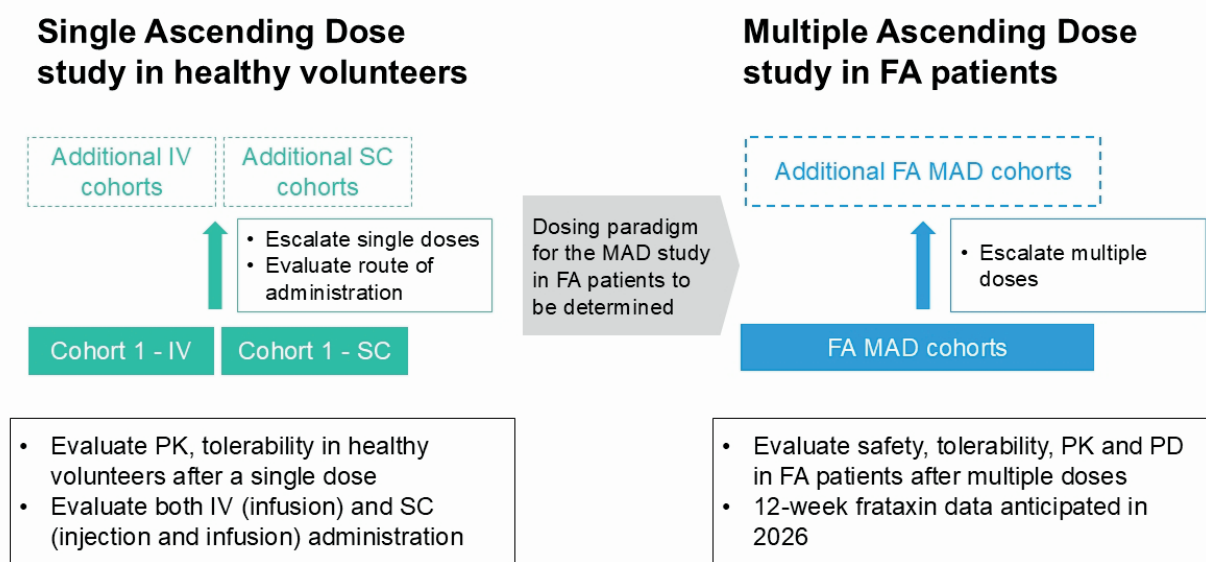 Single Ascending Dose
study in healthy volunteers
Additional IV
cohorts
Additional SC
cohorts
• Escalate single doses
• Evaluate route of
administration
Cohort 1 - IV
Cohort 1 - SC
• Evaluate PK, tolerability in healthy
volunteers after a single dose
• Evaluate both IV (infusion) and SC
(injection and infusion) administration
Dosing paradigm
for the MAD study
in FA patients to
be determined
Multiple Ascending Dose
study in FA patients
Additional FA MAD cohorts
• Escalate multiple
doses
FA MAD cohorts
• Evaluate safety, tolerability, PK and PD
in FA patients after multiple doses
• 12-week frataxin data anticipated in
2026